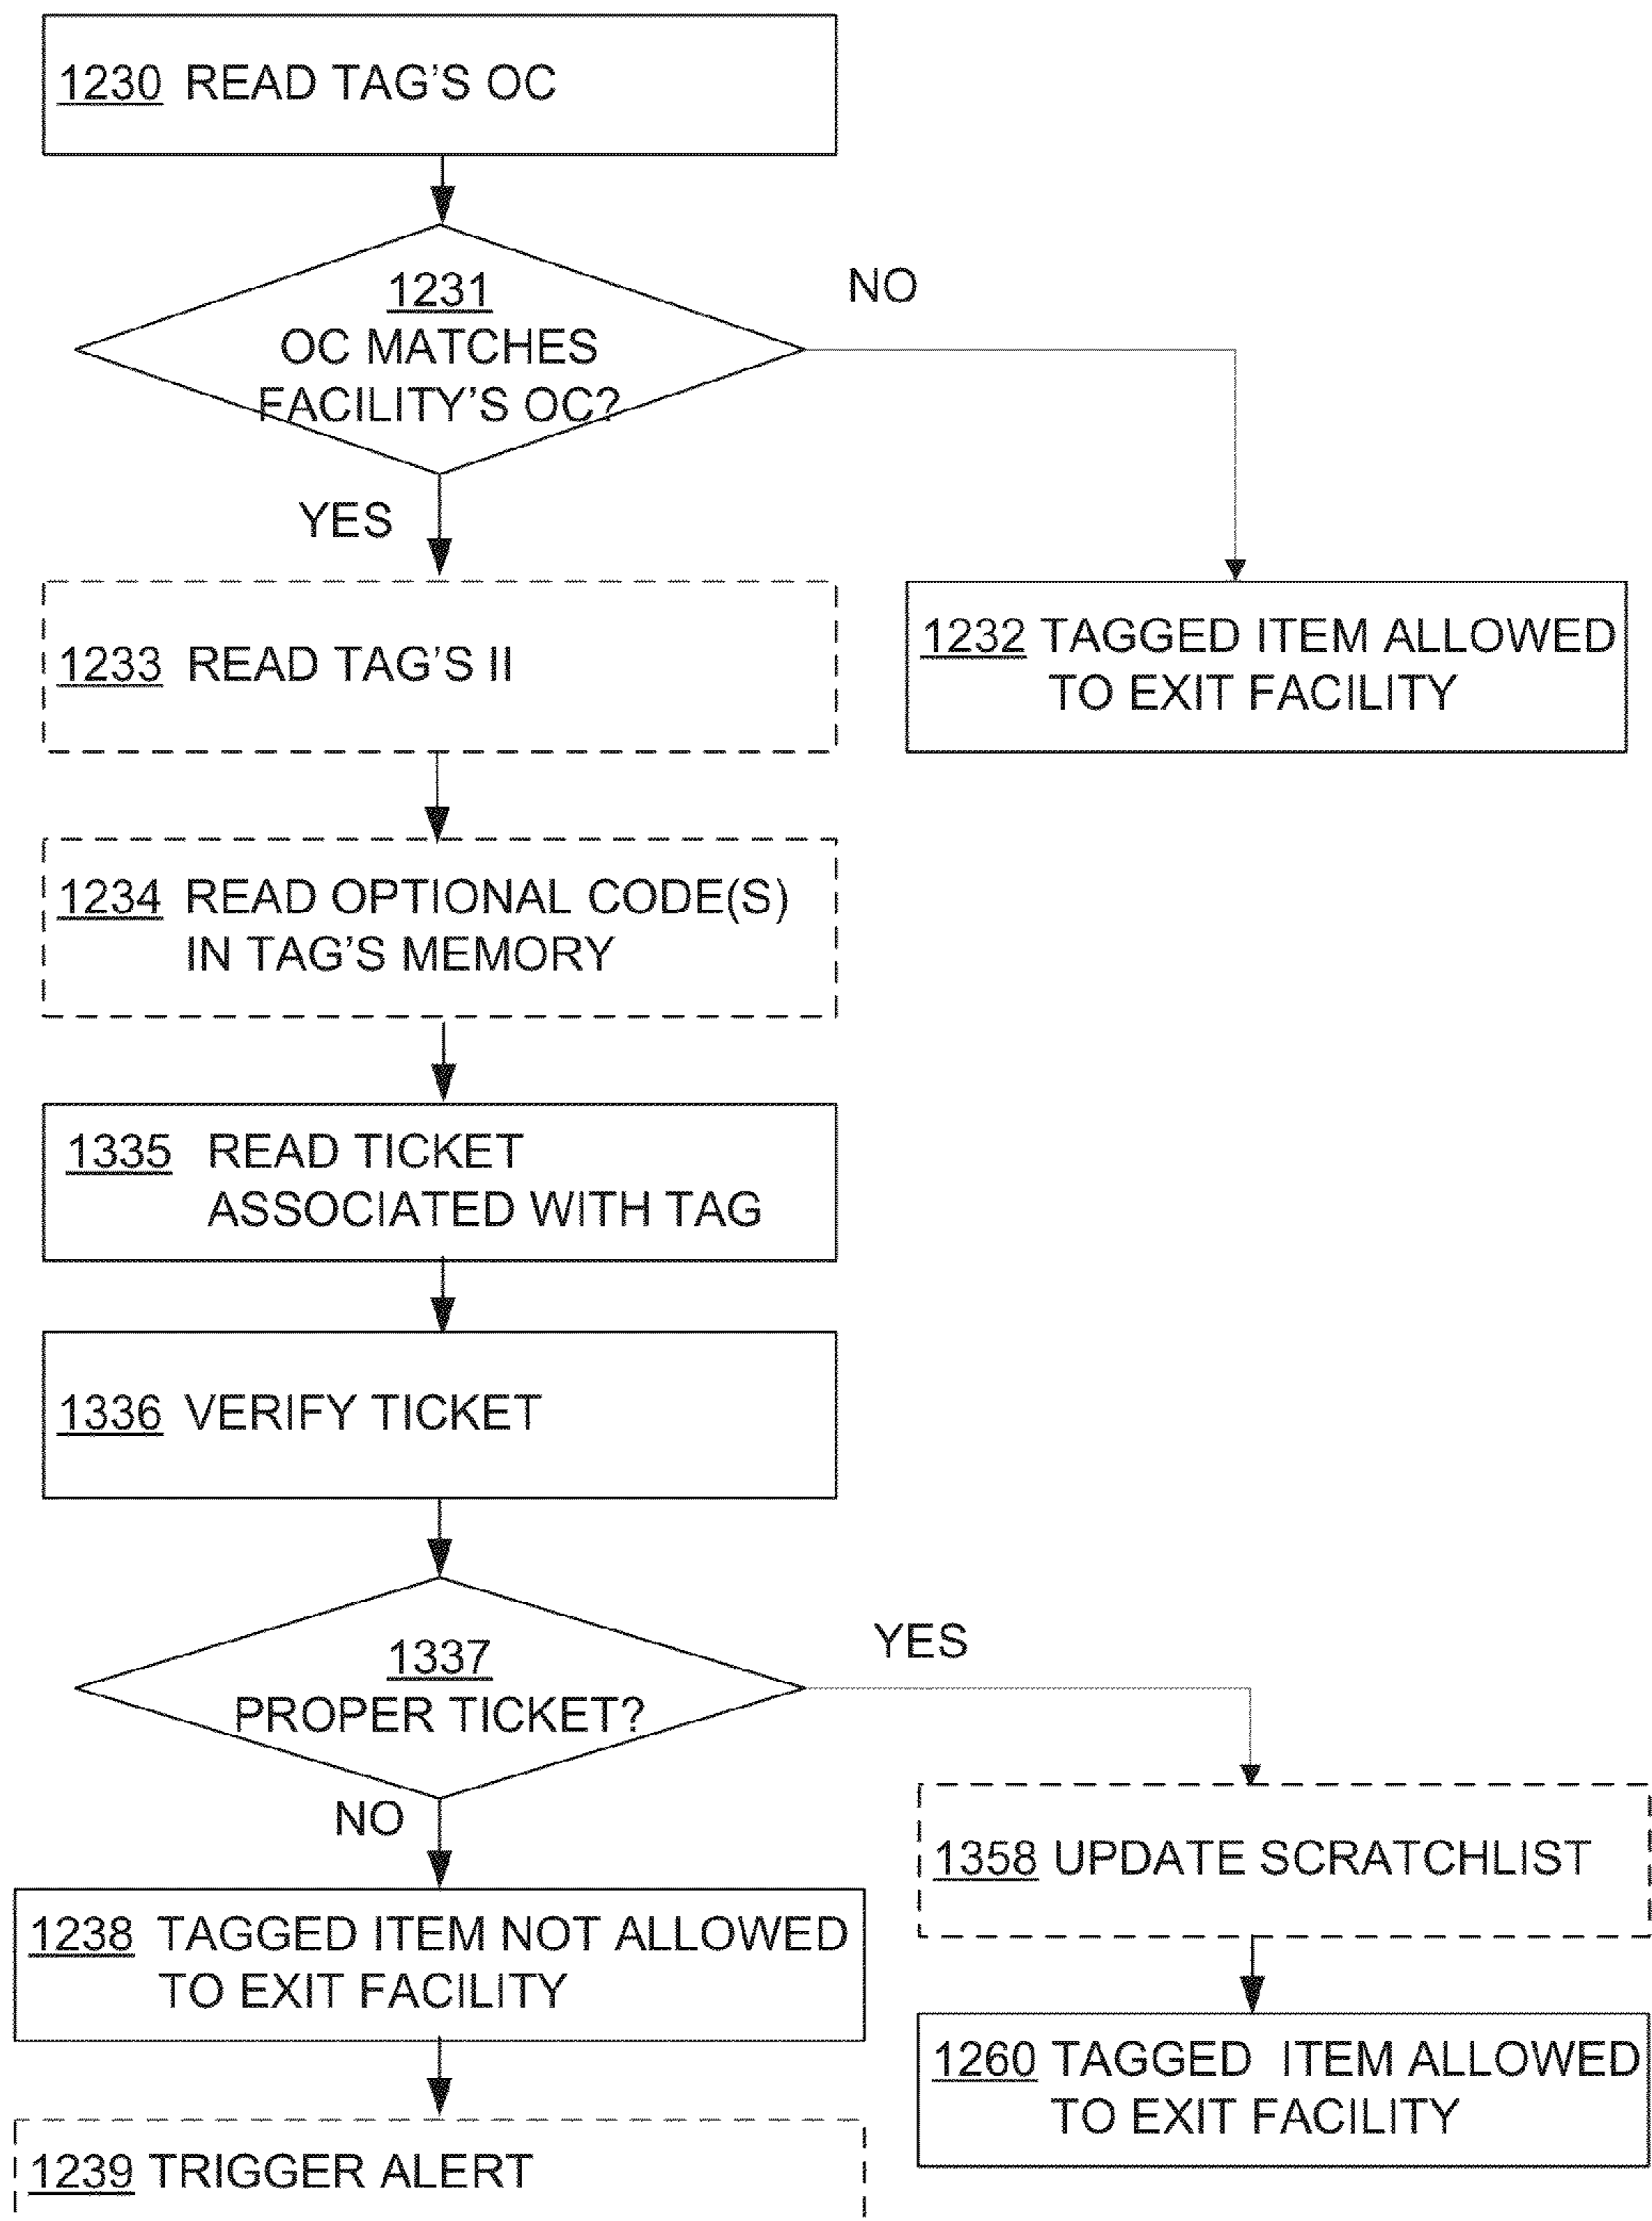 1230 READ TAG'S OC
1231
OC MATCHES
FACILITY'S OC?
NO
YES
1233 READ TAG'S II
1232 TAGGED ITEM ALLOWED
TO EXIT FACILITY
1234 READ OPTIONAL CODE(S)
IN TAG'S MEMORY
1335 READ TICKET
ASSOCIATED WITH TAG
1336 VERIFY TICKET
1337
PROPER TICKET?
YES
NO
1358 UPDATE SCRATCHLIST
1238 TAGGED ITEM NOT ALLOWED
TO EXIT FACILITY
1260 TAGGED ITEM ALLOWED
TO EXIT FACILITY
1239 TRIGGER ALERT